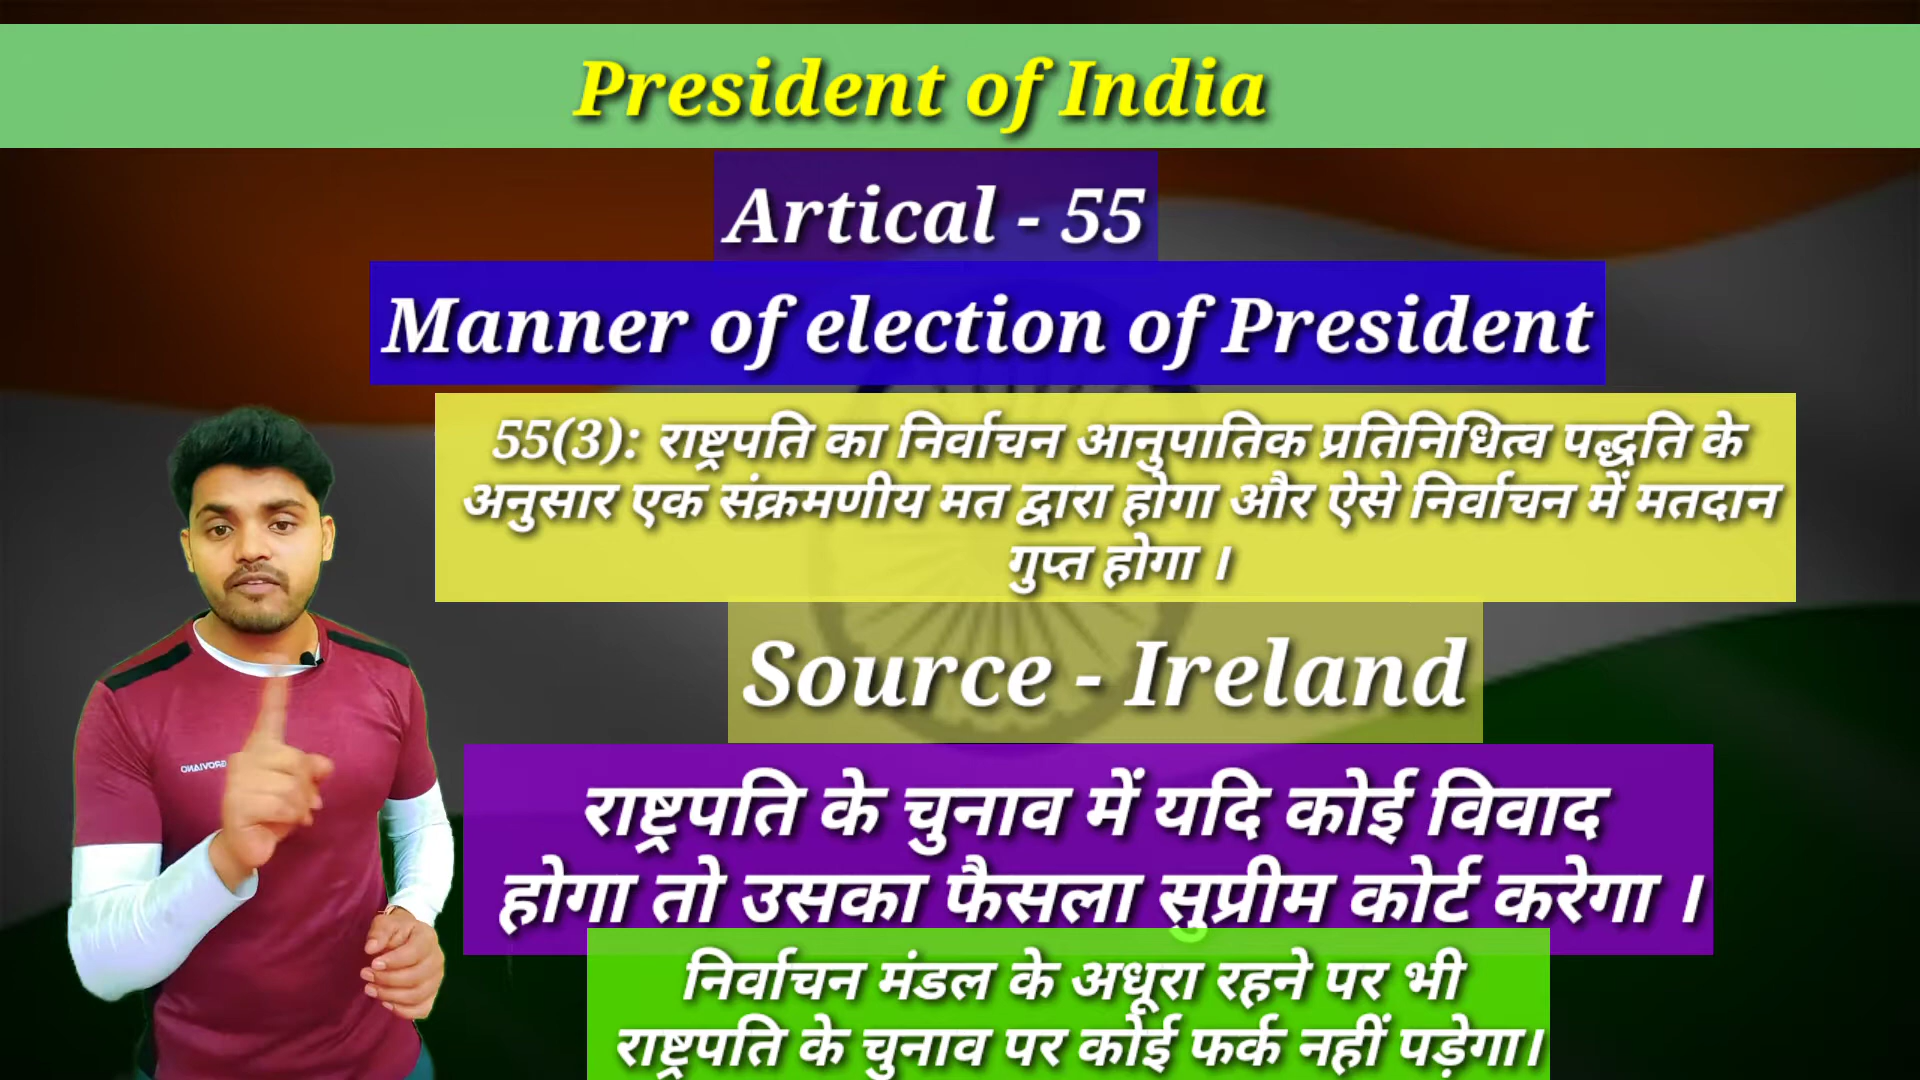 President of India
Artical - 55
Manner of election of President
55(3): राष्ट्रपति का निर्वाचन आनुपातिक प्रतिनिधित्व पद्धति के
अनुसार एक संक्रमणीय मत द्वारा होगा और ऐसे निर्वाचन में मतदान
गुप्त होगा ।
Source - Ireland
राष्ट्रपति के चुनाव में यदि कोई विवाद
होगा तो उसका फैसला सुप्रीम कोर्ट करेगा ।
निर्वाचन मंडल के अधूरा रहने पर भी
राष्ट्रपति के चुनाव पर कोई फर्क नहीं पड़ेगा।